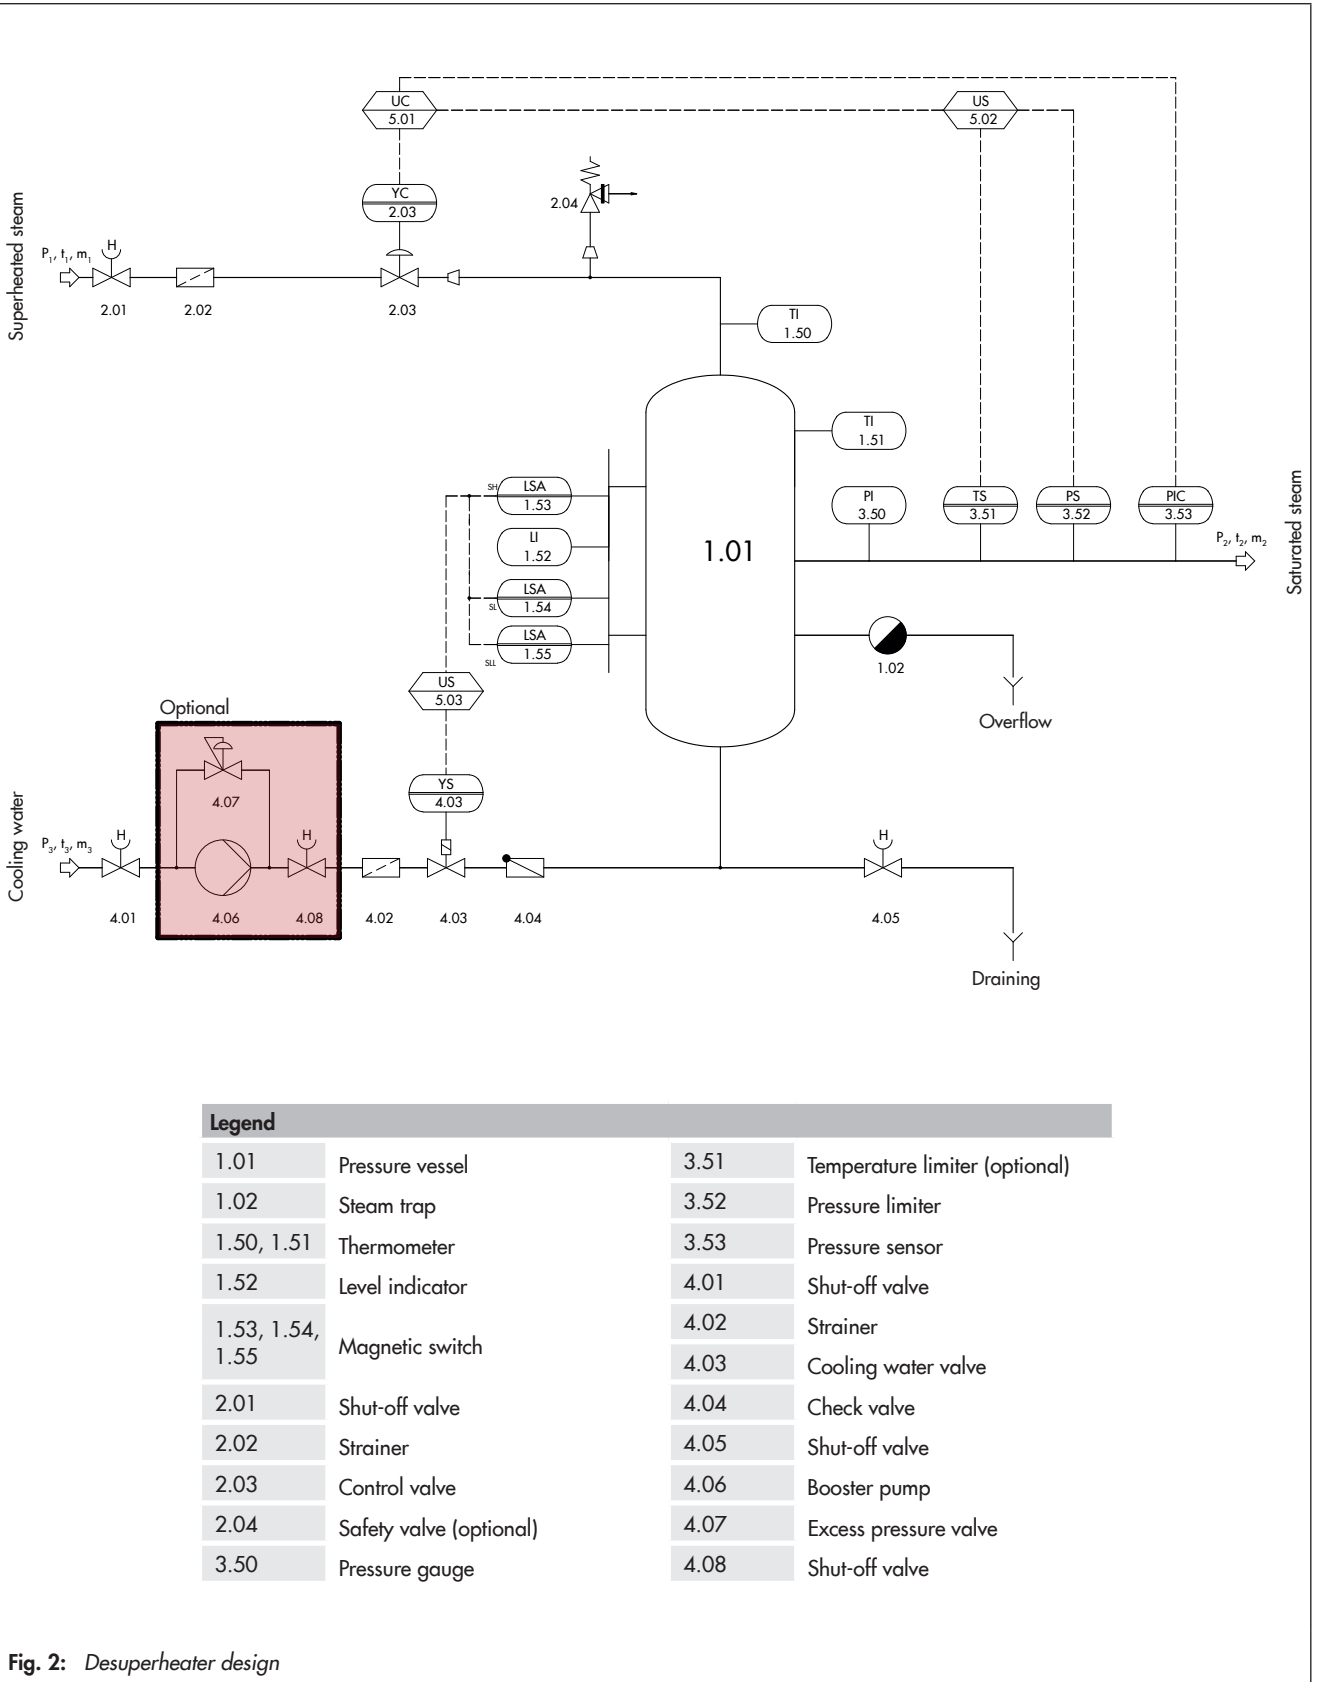 UC
5.01
US
5.02
YC
2.03
2.04
Superheated steam
P1, t1, m1
H
2.01
2.02
2.03
TI
1.50
TI
1.51
SH
LSA
1.53
LI
1.52
SL
LSA
1.54
SLL
LSA
1.55
1.01
PI
3.50
TS
3.51
PS
3.52
PIC
3.53
P2, t2, m2
Saturated steam
1.02
Overflow
US
5.03
Optional
YS
4.03
4.07
Cooling water
P3, t3, m3
H
H
H
4.01
4.06
4.08
4.02
4.03
4.04
4.05
Draining
Legend
1.01 Pressure vessel
1.02 Steam trap
1.50, 1.51 Thermometer
1.52 Level indicator
1.53, 1.54,
1.55 Magnetic switch
2.01 Shut-off valve
2.02 Strainer
2.03 Control valve
2.04 Safety valve (optional)
3.50 Pressure gauge
3.51 Temperature limiter (optional)
3.52 Pressure limiter
3.53 Pressure sensor
4.01 Shut-off valve
4.02 Strainer
4.03 Cooling water valve
4.04 Check valve
4.05 Shut-off valve
4.06 Booster pump
4.07 Excess pressure valve
4.08 Shut-off valve
Fig. 2: Desuperheater design